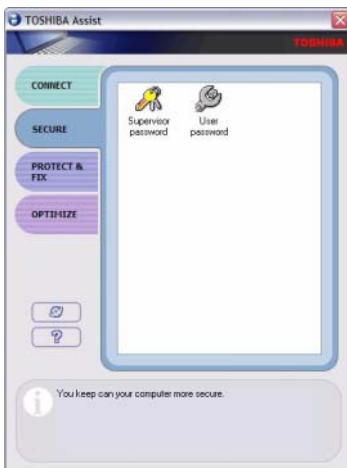 TOSHIBA Assist
TOSHIBA
CONNECT
SECURE
PROTECT &
FIX
OPTIMIZE
Supervisor
password
User
password
You keep can your computer more secure.